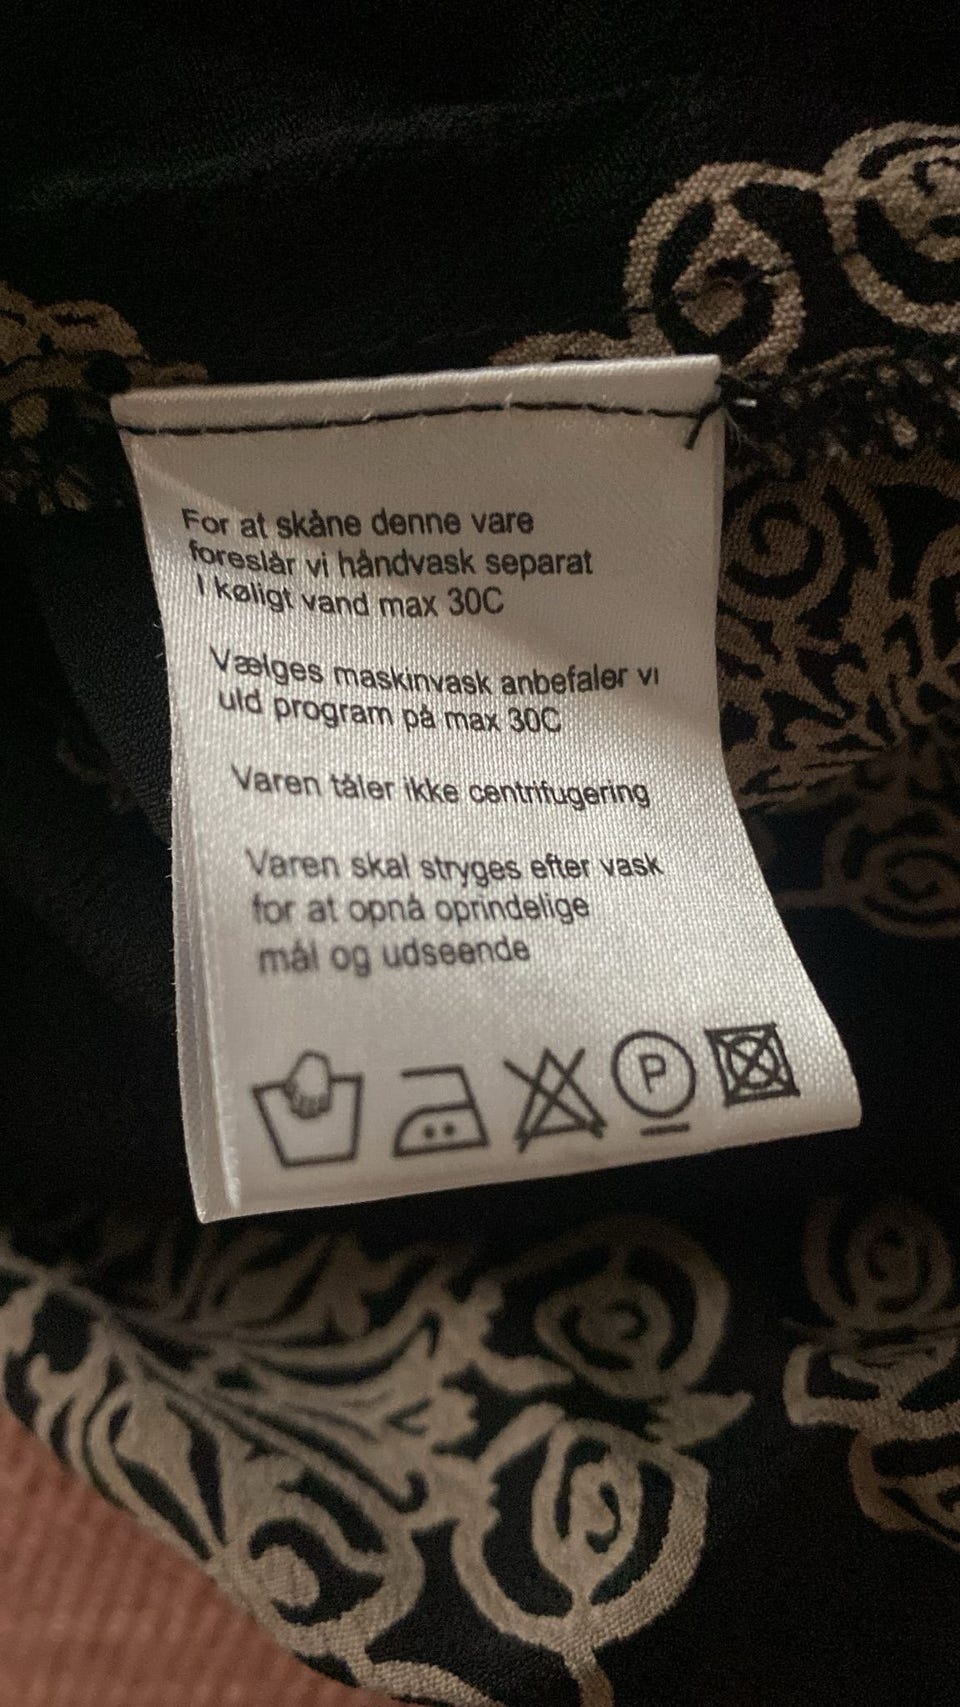 For at skåne denne vare
foreslår vi håndvask separat
I køligt vand max 30C
Vælges maskinvask anbefaler vi
uld program på max 30C
Varen tåler ikke centrifugering
Varen skal stryges efter vask
for at opnå oprindelige
mål og udseende
P